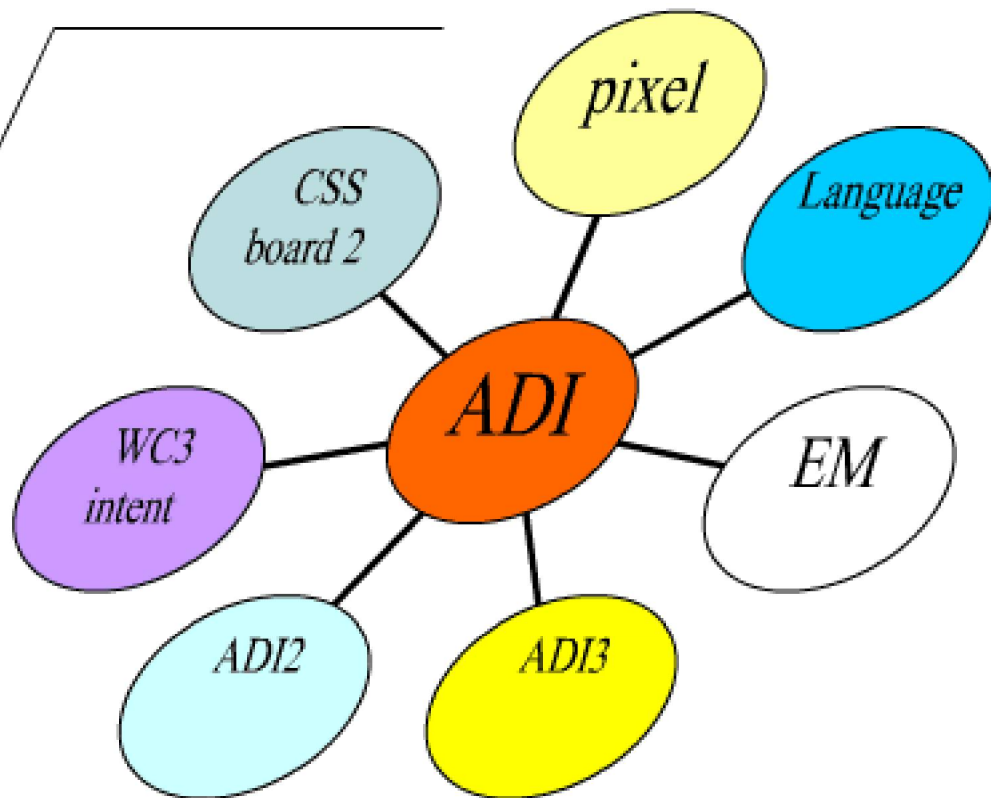 pixel
CSS
board 2
Language
ADI
WC3
intent
EM
ADI2
ADI3